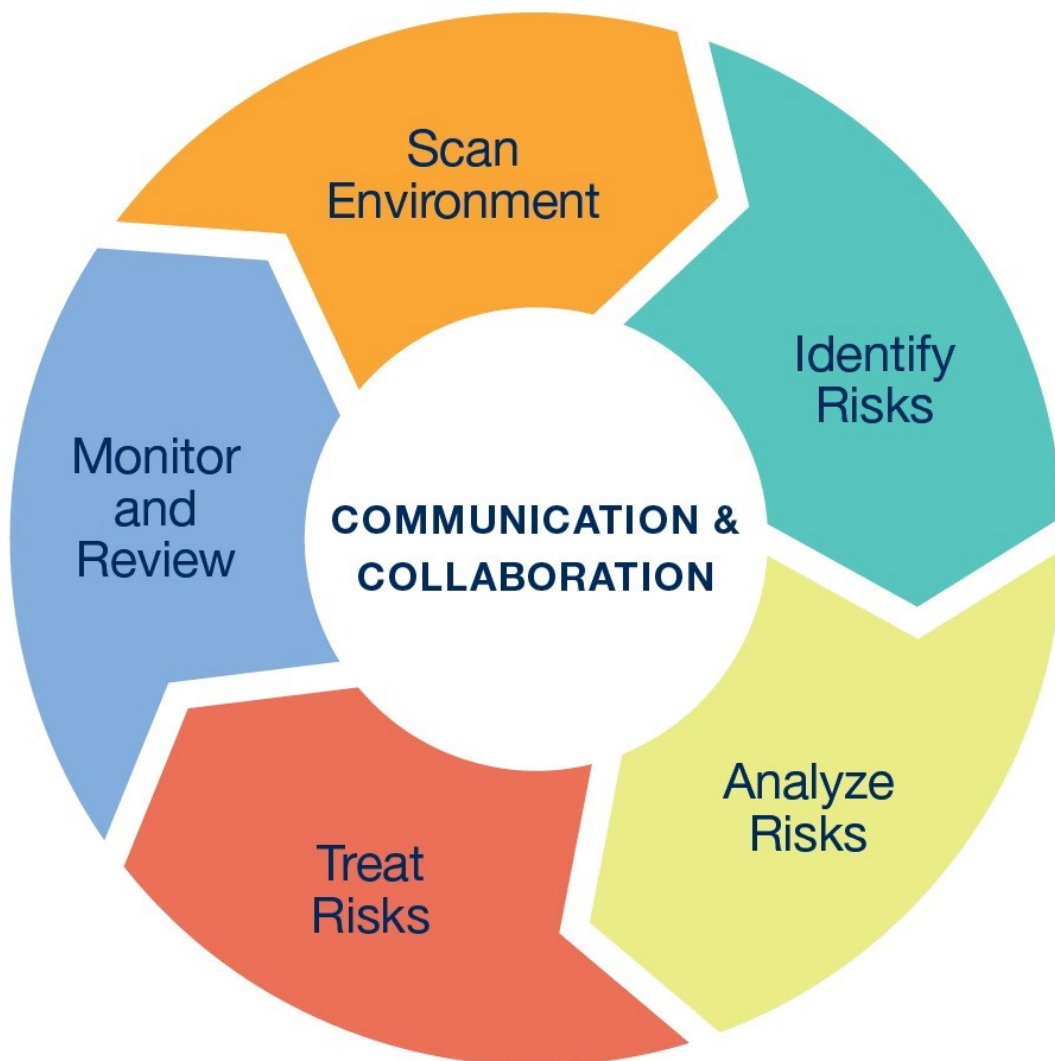 Scan
Environment
Identify
Risks
Analyze
Risks
Treat
Risks
Monitor
and
Review
COMMUNICATION &
COLLABORATION